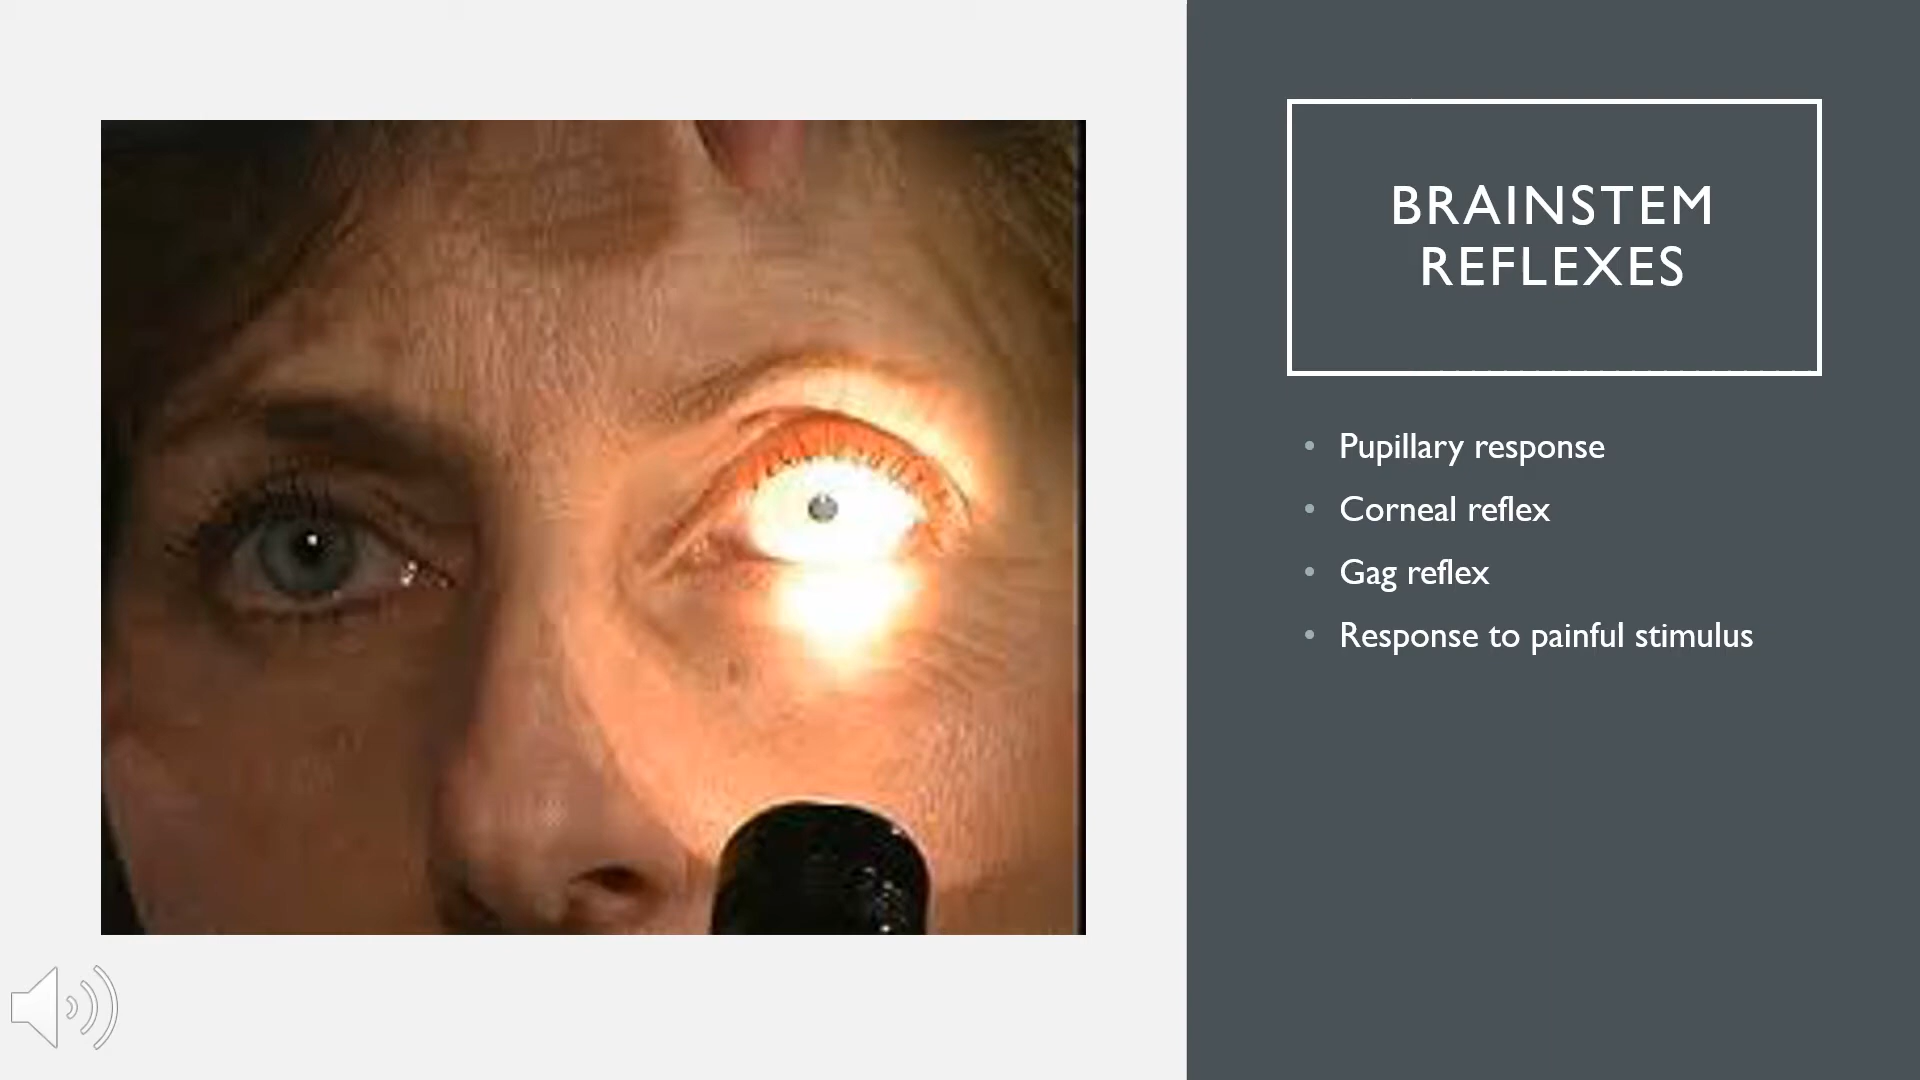 BRAINSTEM
REFLEXES
• Pupillary response
• Corneal reflex
• Gag reflex
• Response to painful stimulus